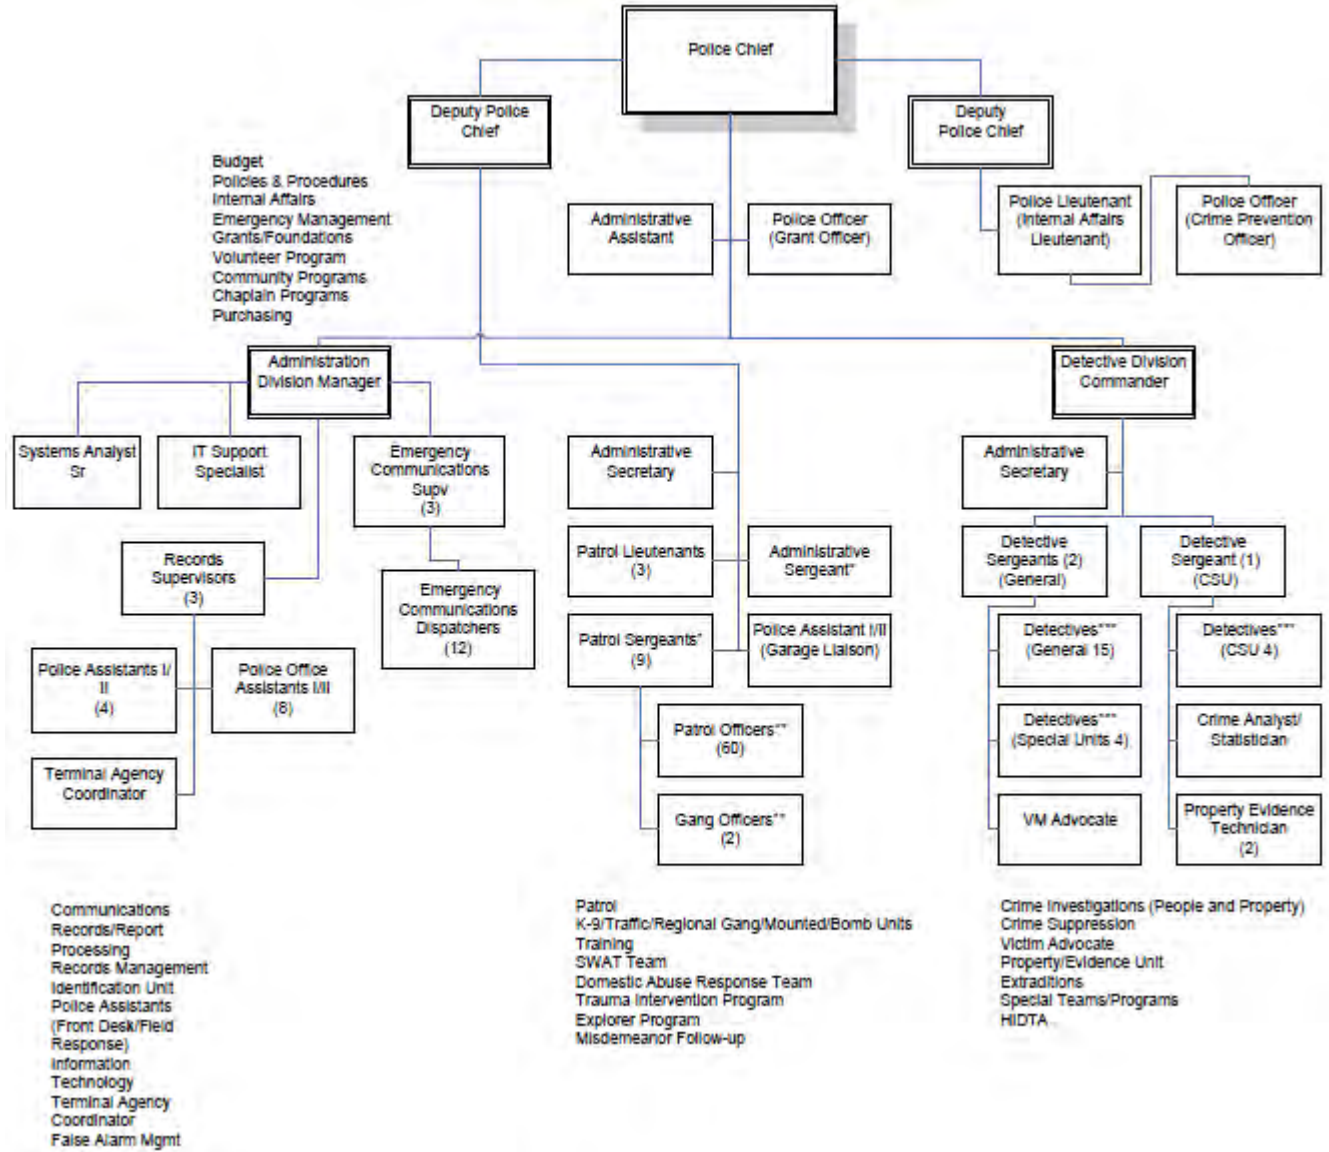 Police Chief
Deputy Police
Chief
Deputy
Police Chief
Budget
Policies & Procedures
Internal Affairs
Emergency Management
Grants/Foundations
Volunteer Program
Community Programs
Chaplain Programs
Purchasing
Administrative
Assistant
Police Officer
(Grant Officer)
Police Lieutenant
(Internal Affairs
Lieutenant)
Police Officer
(Crime Prevention
Officer)
Administration
Division Manager
Detective Division
Commander
Systems Analyst
Sr
IT Support
Specialist
Emergency
Communications
Supv
(3)
Records
Supervisors
(3)
Emergency
Communications
Dispatchers
(12)
Police Assistants I/
II
(4)
Police Office
Assistants I/II
(8)
Terminal Agency
Coordinator
Administrative
Secretary
Patrol Lieutenants
(3)
Administrative
Sergeant*
Patrol Sergeants*
(9)
Police Assistant I/II
(Garage Liaison)
Patrol Officers**
(60)
Gang Officers**
(2)
Administrative
Secretary
Detective
Sergeants (2)
(General)
Detective
Sergeant (1)
(CSU)
Detectives***
(General 15)
Detectives***
(CSU 4)
Detectives***
(Special Units 4)
Crime Analyst/
Statistician
VM Advocate
Property Evidence
Technician
(2)
Communications
Records/Report
Processing
Records Management
Identification Unit
Police Assistants
(Front Desk/Field
Response)
Information
Technology
Terminal Agency
Coordinator
False Alarm Mgmt
Patrol
K-9/Traffic/Regional Gang/Mounted/Bomb Units
Training
SWAT Team
Domestic Abuse Response Team
Trauma Intervention Program
Explorer Program
Misdemeanor Follow-up
Crime Investigations (People and Property)
Crime Suppression
Victim Advocate
Property/Evidence Unit
Extraditions
Special Teams/Programs
HIDTA